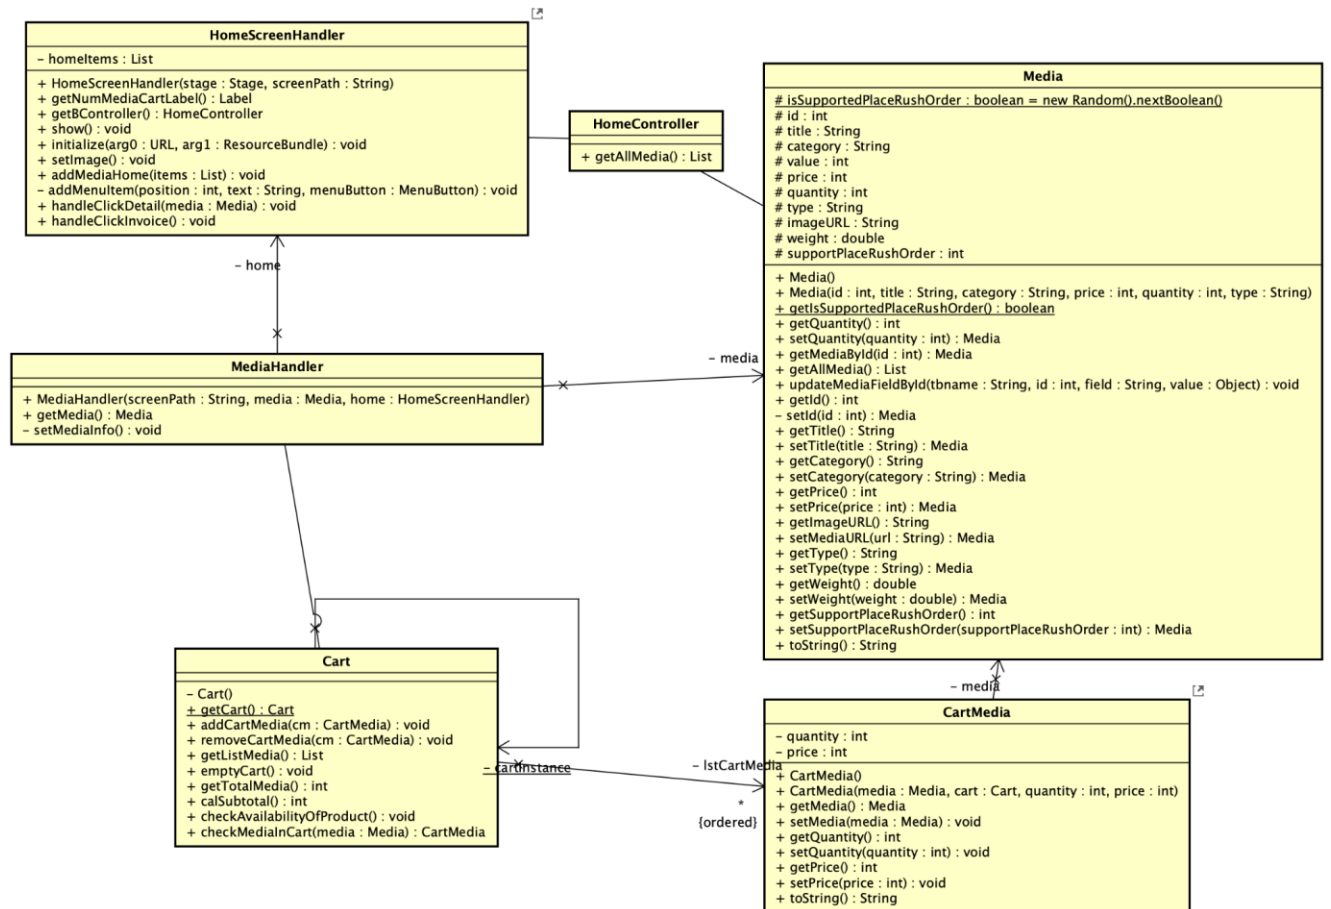 HomeScreenHandler
- homeItems : List
+ HomeScreenHandler(stage : Stage, screenPath : String)
+ getNumMediaCartLabel() : Label
+ getBController() : HomeController
+ show() : void
+ initialize(arg0 : URL, arg1 : ResourceBundle) : void
+ setImage() : void
+ addMediaHome(items : List) : void
- addMenuItem(position : int, text : String, menuButton : MenuButton) : void
+ handleClickDetail(media : Media) : void
+ handleClickInvoice() : void
HomeController
+ getAllMedia() : List
Media
# isSupportedPlaceRushOrder : boolean = new Random().nextBoolean()
# id : int
# title : String
# category : String
# value : int
# price : int
# quantity : int
# type : String
# imageURL : String
# weight : double
# supportPlaceRushOrder : int
+ Media()
+ Media(id : int, title : String, category : String, price : int, quantity : int, type : String)
+ getIsSupportedPlaceRushOrder() : boolean
+ getQuantity() : int
+ setQuantity(quantity : int) : Media
+ getMediaById(id : int) : Media
+ getAllMedia() : List
+ updateMediaFieldById(tbname : String, id : int, field : String, value : Object) : void
+ getId() : int
- setId(id : int) : Media
+ getTitle() : String
+ setTitle(title : String) : Media
+ getCategory() : String
+ setCategory(category : String) : Media
+ getPrice() : int
+ setPrice(price : int) : Media
+ getImageURL() : String
+ setMediaURL(url : String) : Media
+ getType() : String
+ setType(type : String) : Media
+ getWeight() : double
+ setWeight(weight : double) : Media
+ getSupportPlaceRushOrder() : int
+ setSupportPlaceRushOrder(supportPlaceRushOrder : int) : Media
+ toString() : String
- home
- media
MediaHandler
+ MediaHandler(screenPath : String, media : Media, home : HomeScreenHandler)
+ getMedia() : Media
- setMediaInfo() : void
Cart
- Cart()
+ getCart() : Cart
+ addCartMedia(cm : CartMedia) : void
+ removeCartMedia(cm : CartMedia) : void
+ getListMedia() : List
+ emptyCart() : void
+ getTotalMedia() : int
+ calSubtotal() : int
+ checkAvailabilityOfProduct() : void
+ checkMediaInCart(media : Media) : CartMedia
- cartInstance
- lstCartMedia
*
{ordered}
- media
CartMedia
- quantity : int
- price : int
+ CartMedia()
+ CartMedia(media : Media, cart : Cart, quantity : int, price : int)
+ getMedia() : Media
+ setMedia(media : Media) : void
+ getQuantity() : int
+ setQuantity(quantity : int) : void
+ getPrice() : int
+ setPrice(price : int) : void
+ toString() : String